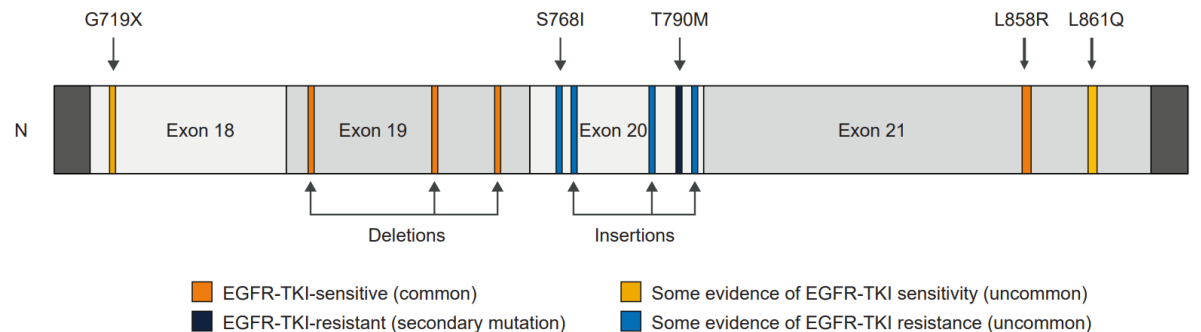 G719X S768I T790M L858R L861Q
N Exon 18 Exon 19 Exon 20 Exon 21
Deletions Insertions
EGFR-TKI-sensitive (common) Some evidence of EGFR-TKI sensitivity (uncommon)
EGFR-TKI-resistant (secondary mutation) Some evidence of EGFR-TKI resistance (uncommon)